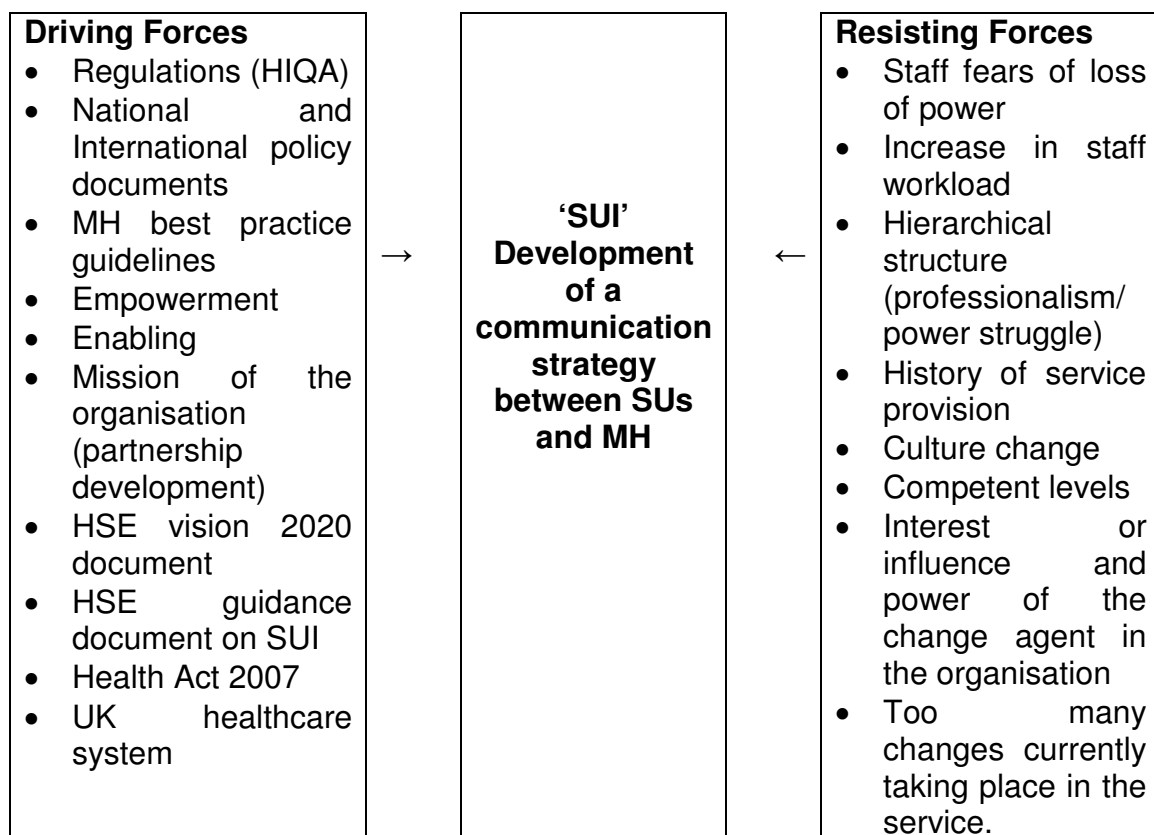 Driving Forces
• Regulations (HIQA)
• National and
International policy
documents
• MH best practice
guidelines
• Empowerment
• Enabling
• Mission of the
organisation
(partnership
development)
• HSE vision 2020
document
• HSE guidance
document on SUI
• Health Act 2007
• UK healthcare
system
→
‘SUI’
Development
of a
communication
strategy
between SUs
and MH
←
Resisting Forces
• Staff fears of loss
of power
• Increase in staff
workload
• Hierarchical
structure
(professionalism/
power struggle)
• History of service
provision
• Culture change
• Competent levels
• Interest or
influence and
power of the
change agent in
the organisation
• Too many
changes currently
taking place in the
service.